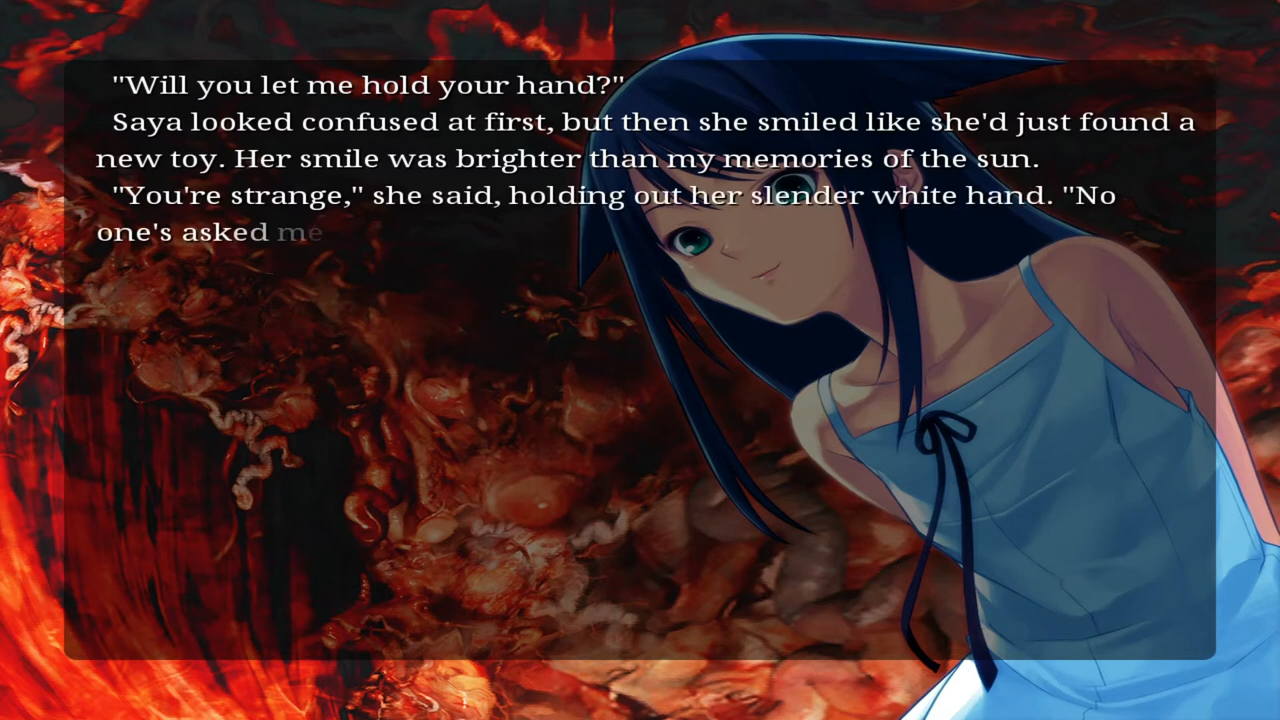 "Will you let me hold your hand?"
Saya looked confused at first, but then she smiled like she'd just found a
new toy. Her smile was brighter than my memories of the sun.
"You're strange," she said, holding out her slender white hand. "No
one's asked me